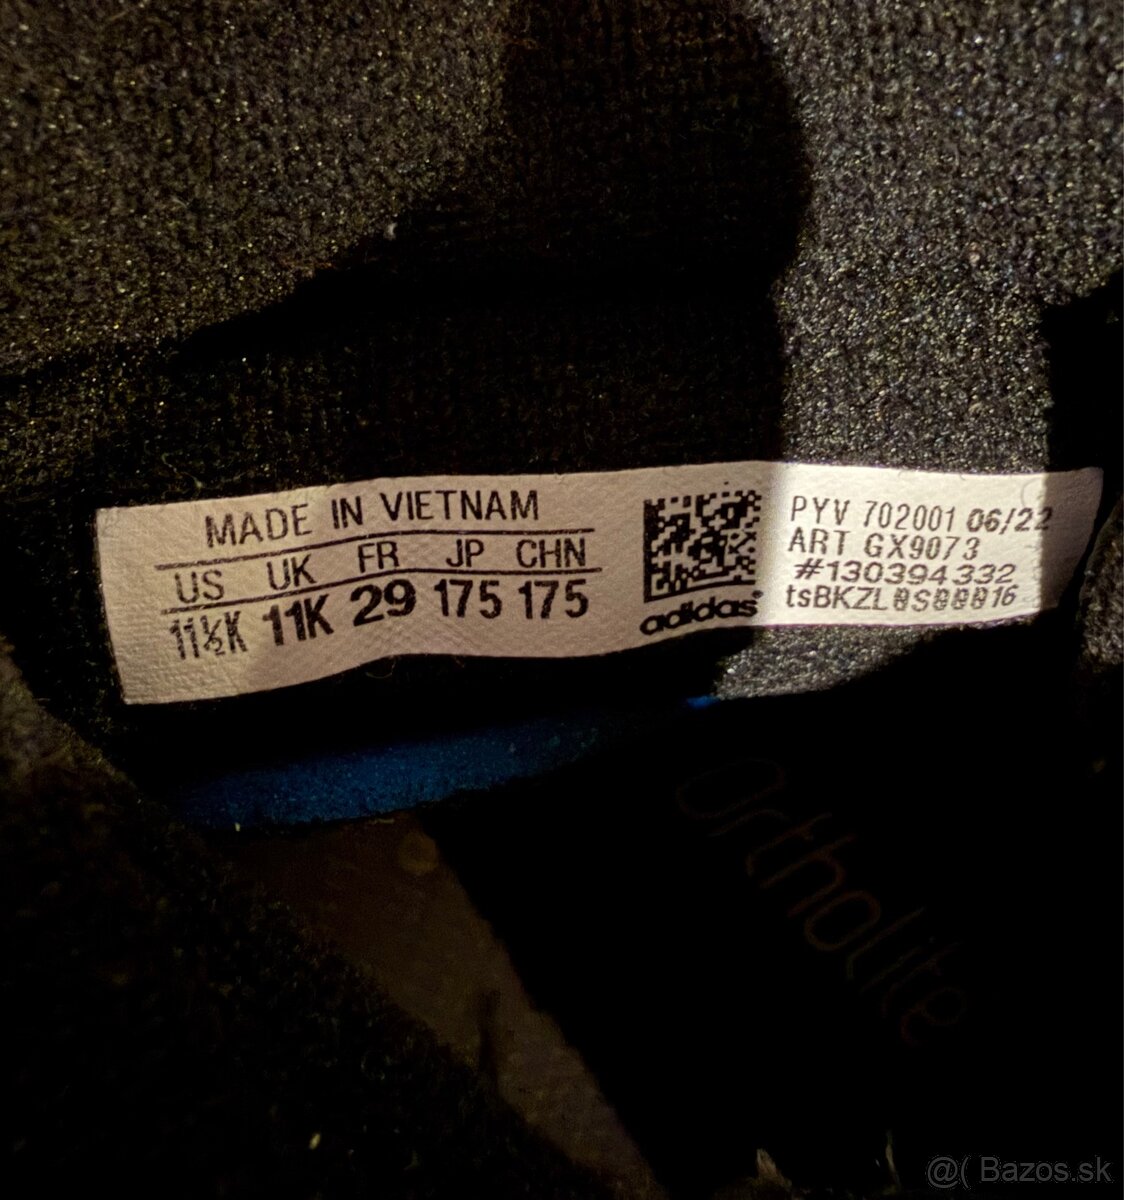 MADE IN VIETNAM
US UK FR JP CHN
11½K 11K 29 175 175
adidas
PYV 702001 06/22
ART GX9073
#130394332
Ortholite
@( Bazos.sk